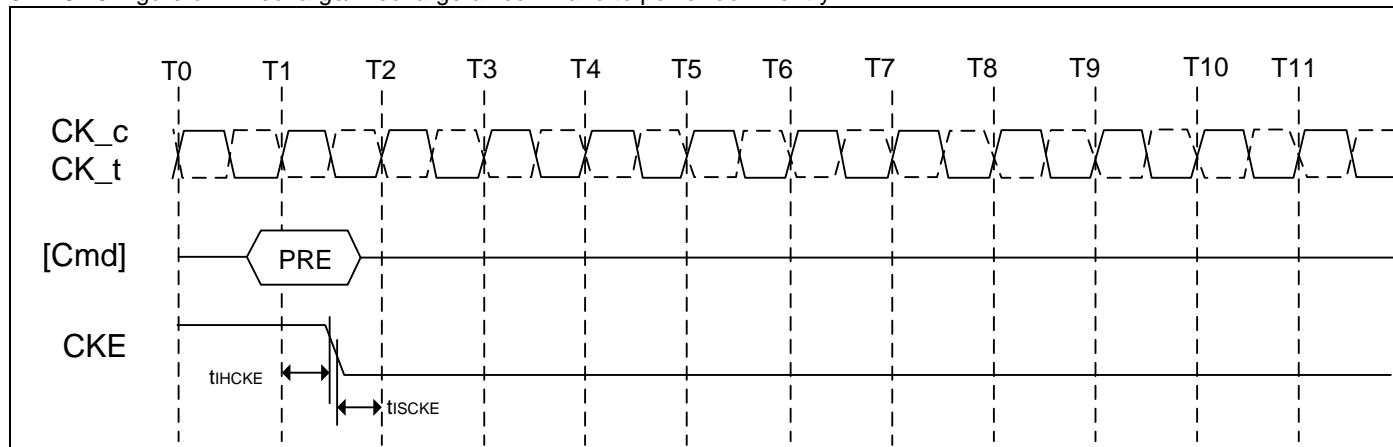 T0 T1 T2 T3 T4 T5 T6 T7 T8 T9 T10 T11
CK_c
CK_t
[Cmd] PRE
CKE
tIHCKE
tISCKE